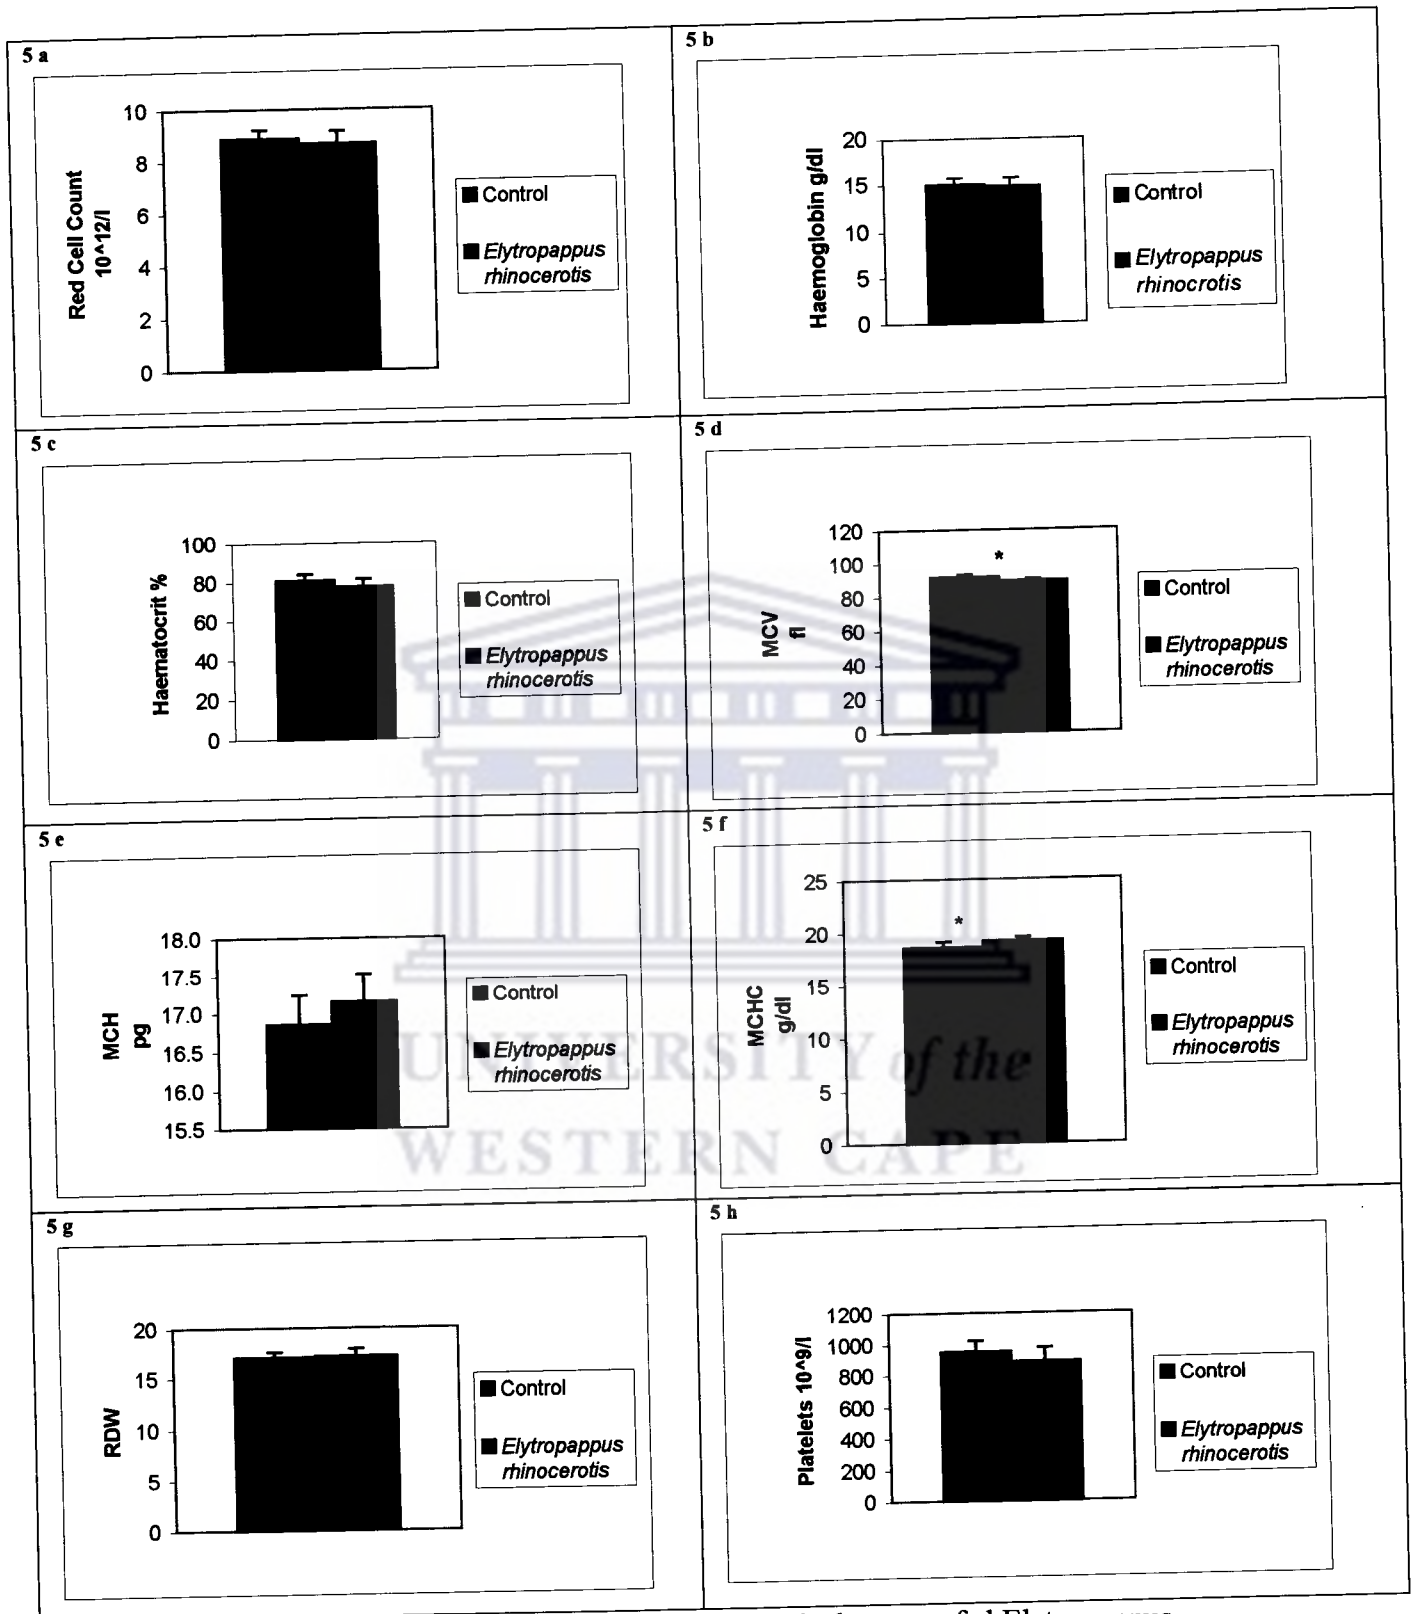 5 a
10
8
6
4
2
0
Red Cell Count
10^12/l
Control
Elytropappus
rhinocerotis
5 b
20
15
10
5
0
Haemoglobin g/dl
Control
Elytropappus
rhinocrotis
5 c
100
80
60
40
20
0
Haematocrit %
Control
Elytropappus
rhinocerotis
5 d
120
100
80
60
40
20
0
MCV
fl
*
Control
Elytropappus
rhinocerotis
5 e
18.0
17.5
17.0
16.5
16.0
15.5
MCH
pg
Control
Elytropappus
rhinocerotis
5 f
25
20
15
10
5
0
MCHC
g/dl
*
Control
Elytropappus
rhinocerotis
UNIVERSITY of the
WESTERN CAPE
5 g
20
15
10
5
0
RDW
Control
Elytropappus
rhinocerotis
5 h
1200
1000
800
600
400
200
0
Platelets 10^9/l
Control
Elytropappus
rhinocerotis